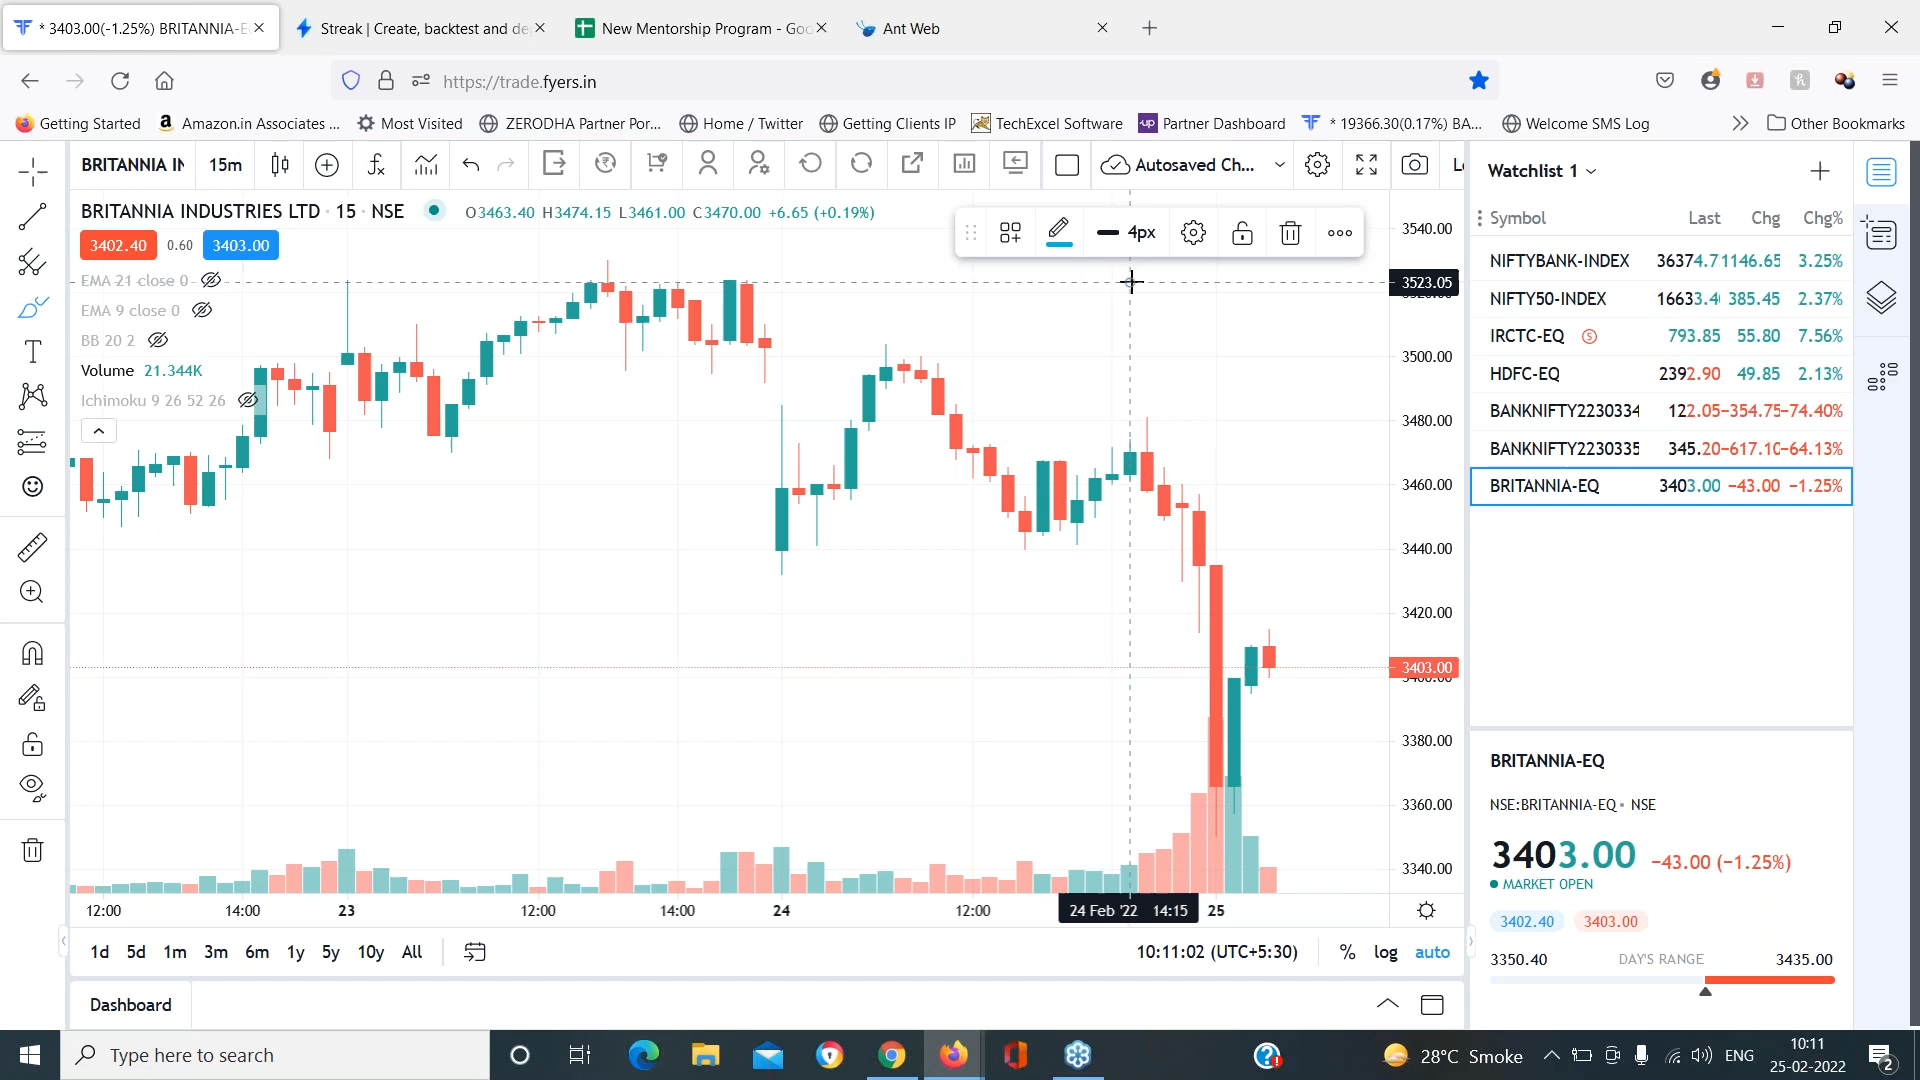 * 3403.00(-1.25%) BRITANNIA-E
Streak | Create, backtest and de
New Mentorship Program - Goo
Ant Web
https://trade.fyers.in
Getting Started
Amazon.in Associates ...
Most Visited
ZERODHA Partner Por...
Home / Twitter
Getting Clients IP
TechExcel Software
up Partner Dashboard
* 19366.30(0.17%) BA...
Welcome SMS Log
Other Bookmarks
BRITANNIA IN
15m
Autosaved Ch...
BRITANNIA INDUSTRIES LTD · 15 · NSE
O3463.40 H3474.15 L3461.00 C3470.00 +6.65 (+0.19%)
3402.40 0.60 3403.00
4px
EMA 21 close 0
EMA 9 close 0
BB 20 2
Volume 21.344K
Ichimoku 9 26 52 26
3540.00
3523.05
3500.00
3480.00
3460.00
3440.00
3420.00
3403.00
3380.00
3360.00
3340.00
12:00 14:00 23 12:00 14:00 24 12:00 24 Feb '22 14:15 25
1d 5d 1m 3m 6m 1y 5y 10y All
10:11:02 (UTC+5:30) % log auto
Dashboard
Watchlist 1
Symbol Last Chg Chg%
NIFTYBANK-INDEX 36374.71146.65 3.25%
NIFTY50-INDEX 16633.4 385.45 2.37%
IRCTC-EQ S 793.85 55.80 7.56%
HDFC-EQ 2392.90 49.85 2.13%
BANKNIFTY2230334 122.05 −354.75 −74.40%
BANKNIFTY2230335 345.20 −617.10 −64.13%
BRITANNIA-EQ 3403.00 −43.00 −1.25%
BRITANNIA-EQ
NSE:BRITANNIA-EQ • NSE
3403.00 −43.00 (−1.25%)
MARKET OPEN
3402.40 3403.00
3350.40 DAY'S RANGE 3435.00
Type here to search
28°C Smoke
ENG
10:11
25-02-2022
2